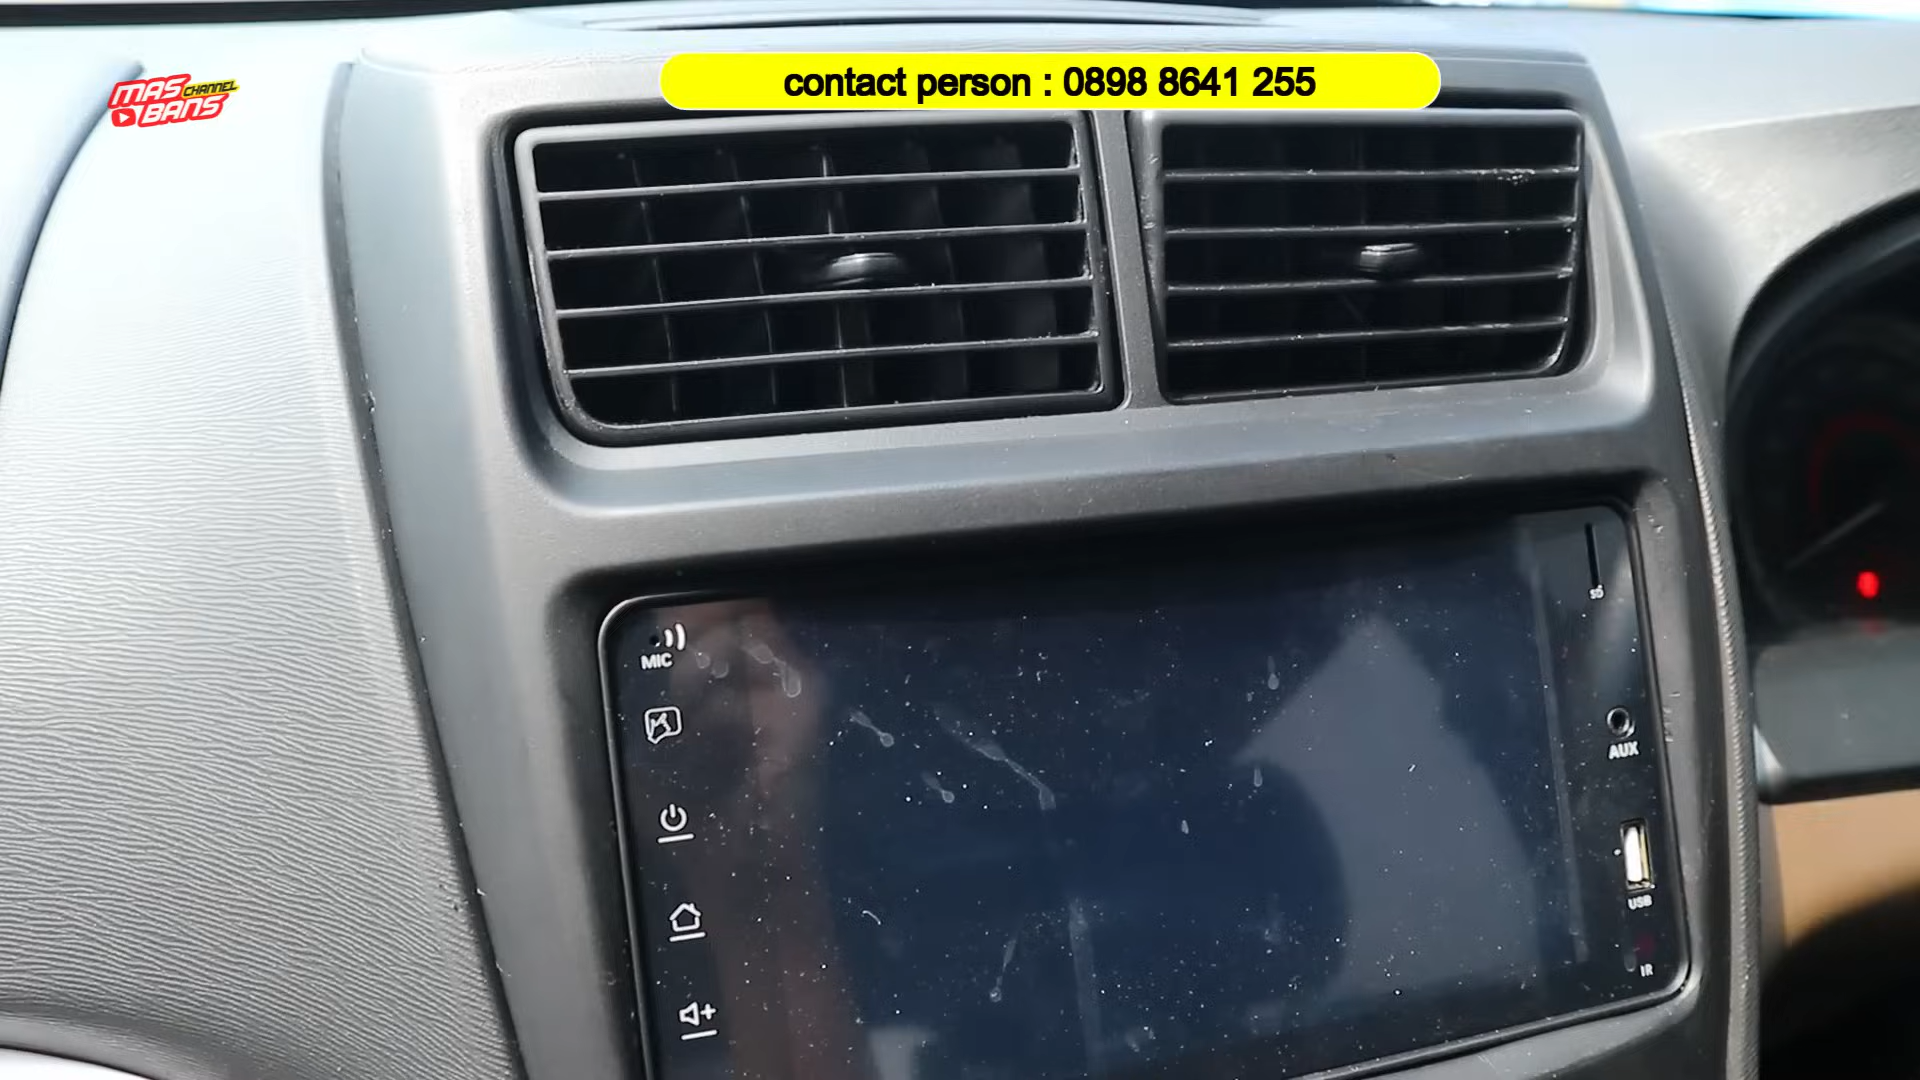 MAS CHANNEL
BANS
contact person : 0898 8641 255
MIC
SD
AUX
USB
IR